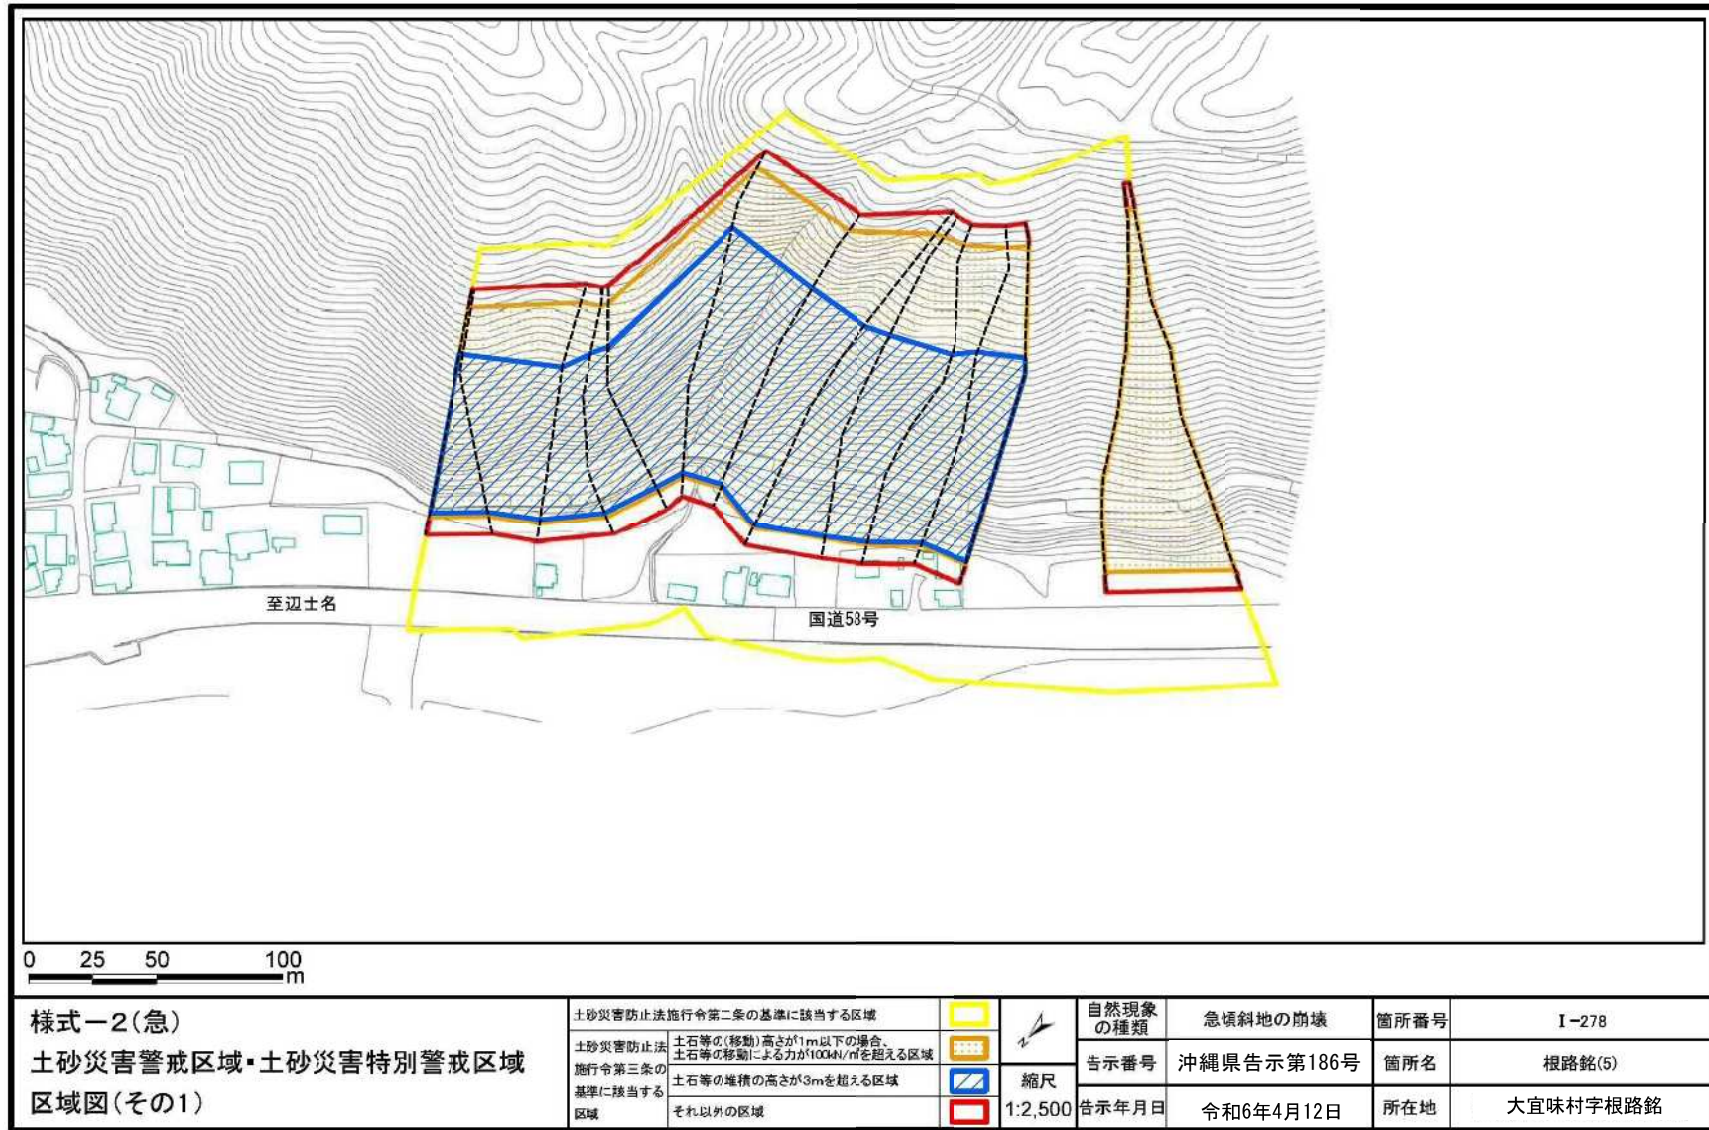 至辺士名
国道58号
0 25 50 100
m
様式－2(急)
土砂災害警戒区域・土砂災害特別警戒区域
区域図(その1)
土砂災害防止法施行令第二条の基準に該当する区域
土砂災害防止法
施行令第三条の
基準に該当する
区域
土石等の(移動)高さが1m以下の場合、
土石等の移動による力が100kN/㎡を超える区域
土石等の堆積の高さが3mを超える区域
それ以外の区域
N
縮尺
1:2,500
自然現象
の種類
急傾斜地の崩壊
箇所番号
I-278
告示番号
沖縄県告示第186号
箇所名
根路銘(5)
告示年月日
令和6年4月12日
所在地
大宜味村字根路銘